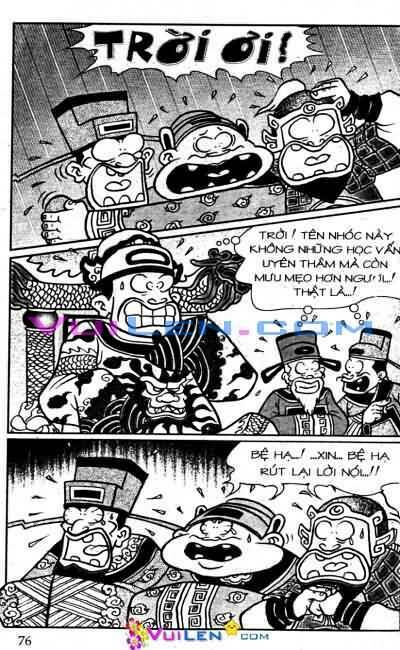 TRỜI ƠI!
TRỜI! TÊN NHÓC NÀY
KHÔNG NHỮNG HỌC VẤN
UYÊN THÂM MÀ CÒN
MƯU MẸO HƠN NGƯỜI...!
THẬT LÀ...!
VUILEN.COM
BỆ HẠ...! ...XIN... BỆ HẠ
RÚT LẠI LỜI NÓI...!!
76
VUILEN.COM